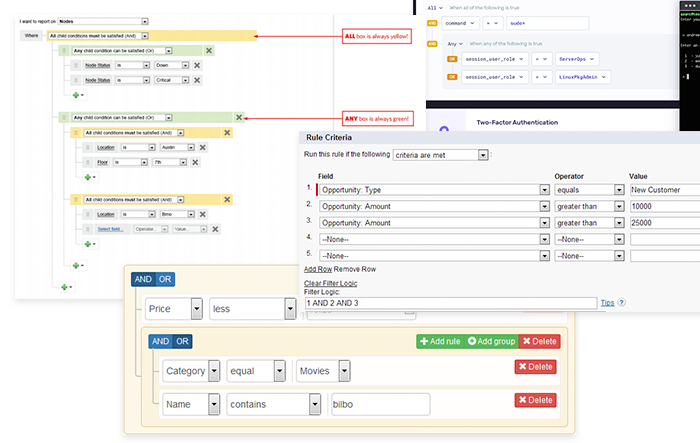 I want to report on Nodes
Where All child conditions must be satisfied (And)
ALL box is always yellow!
Any child condition can be satisfied (Or)
Node Status is Down
Node Status is Critical
Any child condition can be satisfied (Or)
ANY box is always green!
All child conditions must be satisfied (And)
Location is Austin
Floor is 7th
All child conditions must be satisfied (And)
Location is Brno
Select field... Operator... Value...
All When all of the following is true
AND command = sudo*
Any When any of the following is true
OR session_user_role = ServerOps
OR session_user_role = LinuxPkgAdmin
Two-Factor Authentication
Enter you
> andrew
Enter an
Rule Criteria
Run this rule if the following criteria are met :
Field Operator Value
1. Opportunity: Type equals New Customer
2. Opportunity: Amount greater than 10000
3. Opportunity: Amount greater than 25000
4. --None-- --None--
5. --None-- --None--
Add Row Remove Row
Clear Filter Logic
Filter Logic:
1 AND 2 AND 3 Tips ?
AND OR
Price less
AND OR Add rule Add group Delete
Category equal Movies Delete
Name contains bilbo Delete